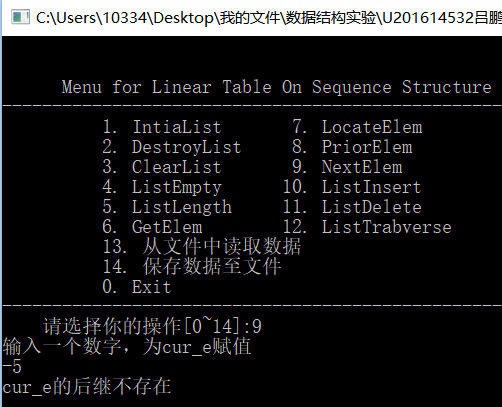 C:\Users\10334\Desktop\我的文件\数据结构实验\U201614532吕鹏
Menu for Linear Table On Sequence Structure
-------------------------------------------------
1. IntiaList 7. LocateElem
2. DestroyList 8. PriorElem
3. ClearList 9. NextElem
4. ListEmpty 10. ListInsert
5. ListLength 11. ListDelete
6. GetElem 12. ListTrabverse
13. 从文件中读取数据
14. 保存数据至文件
0. Exit
-------------------------------------------------
请选择你的操作[0~14]:9
输入一个数字，为cur_e赋值
-5
cur_e的后继不存在